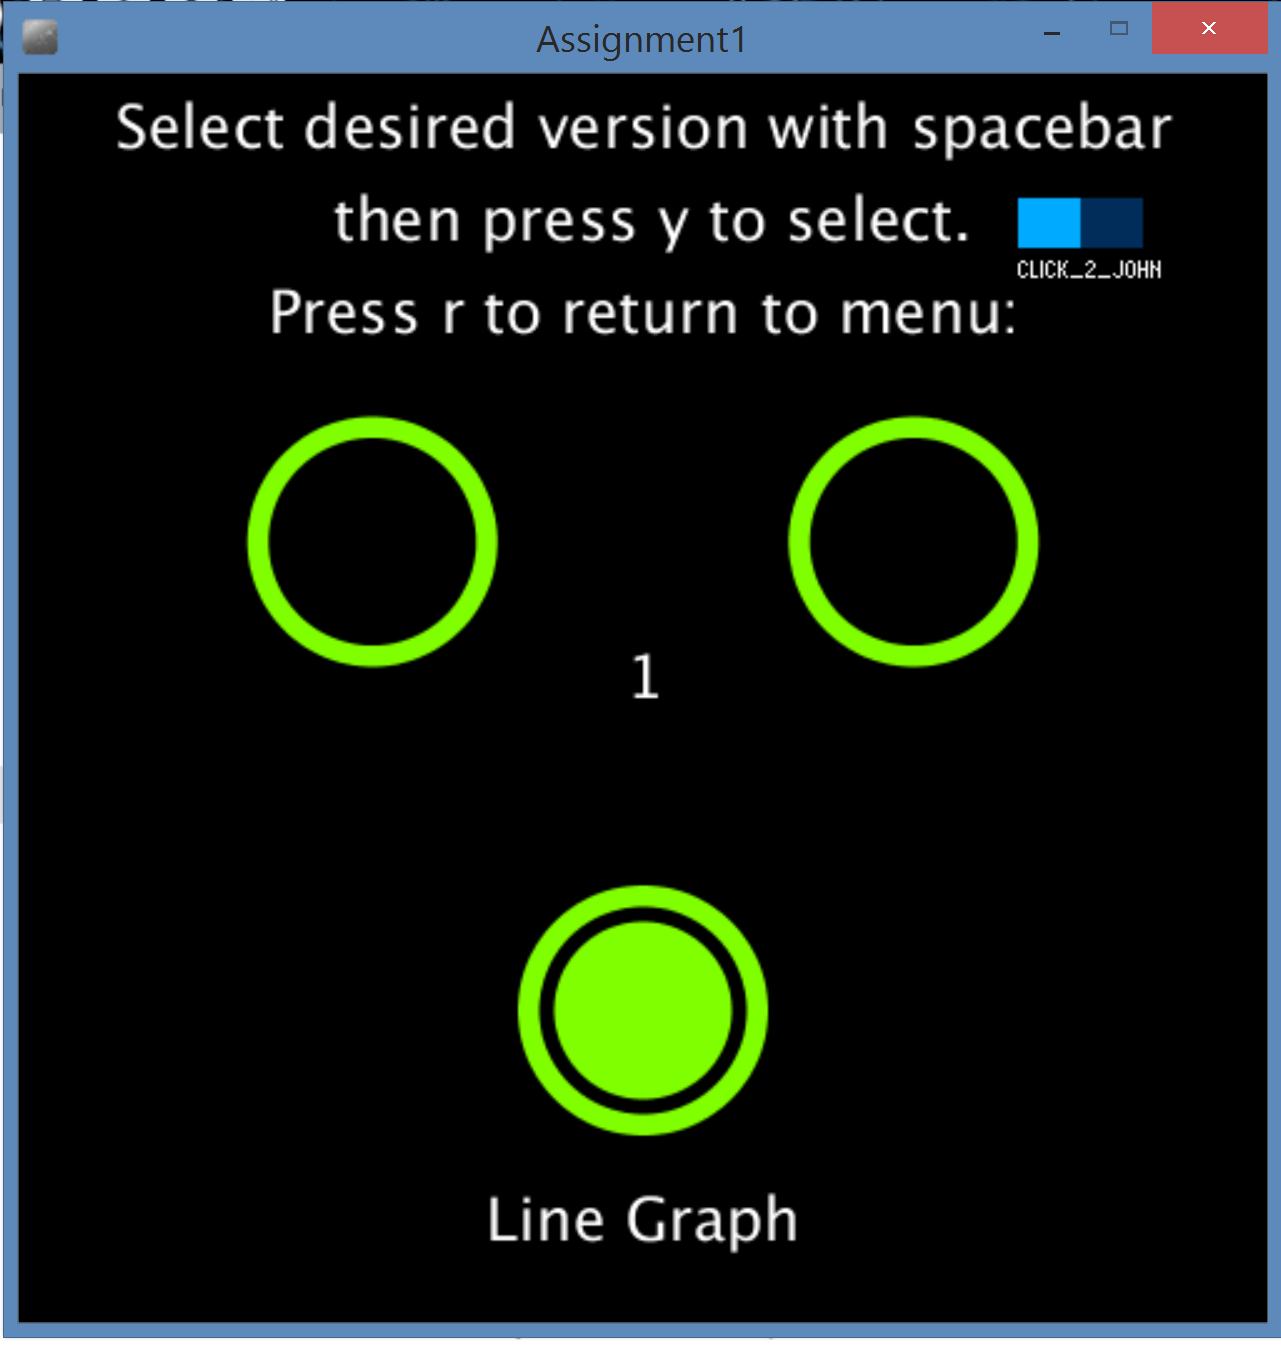 Assignment1
Select desired version with spacebar
then press y to select.
CLICK_2_JOHN
Press r to return to menu:
1
Line Graph